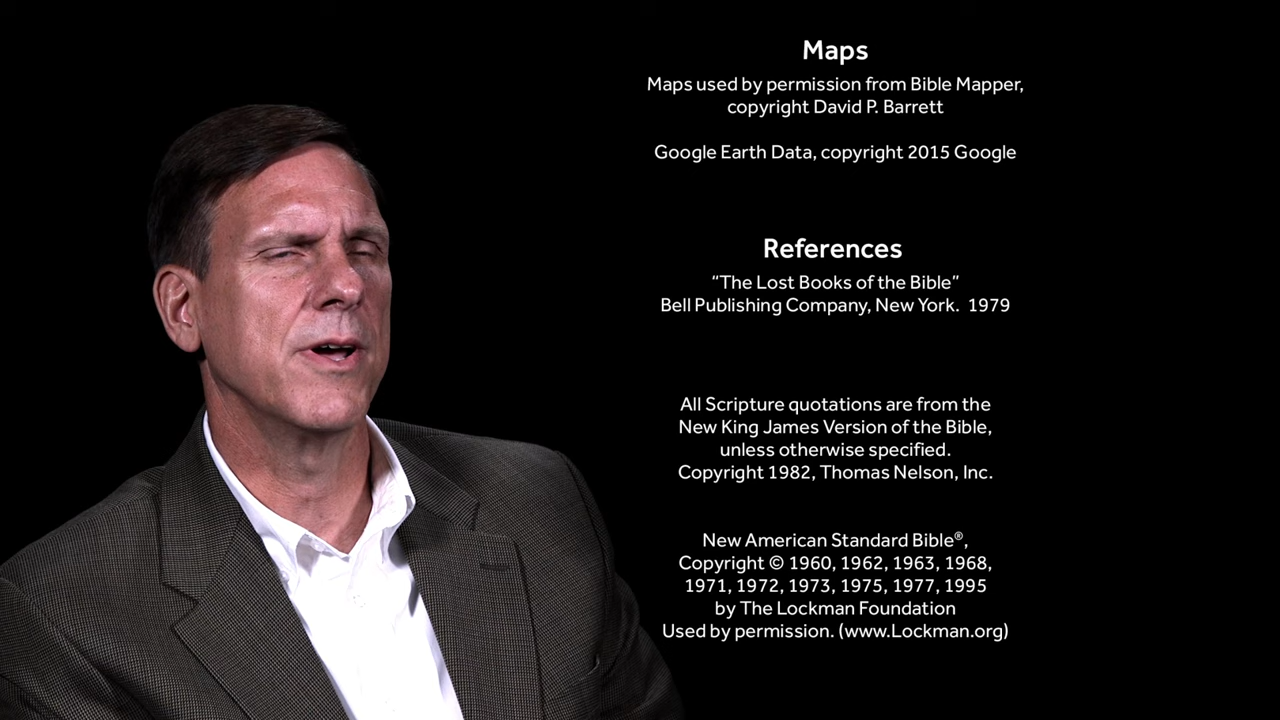 Maps
Maps used by permission from Bible Mapper,
copyright David P. Barrett
Google Earth Data, copyright 2015 Google
References
“The Lost Books of the Bible”
Bell Publishing Company, New York.  1979
All Scripture quotations are from the
New King James Version of the Bible,
unless otherwise specified.
Copyright 1982, Thomas Nelson, Inc.
New American Standard Bible®,
Copyright © 1960, 1962, 1963, 1968,
1971, 1972, 1973, 1975, 1977, 1995
by The Lockman Foundation
Used by permission. (www.Lockman.org)